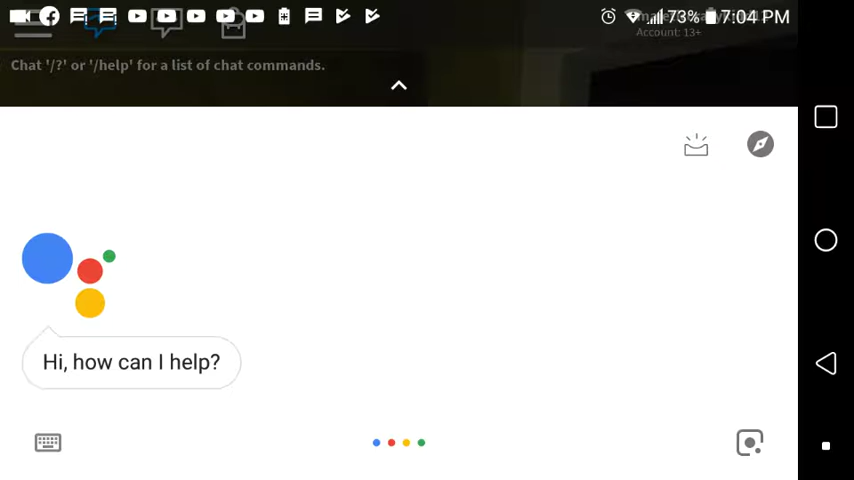 73% 7:04 PM
Account: 13+
Chat '/?' or '/help' for a list of chat commands.
Hi, how can I help?